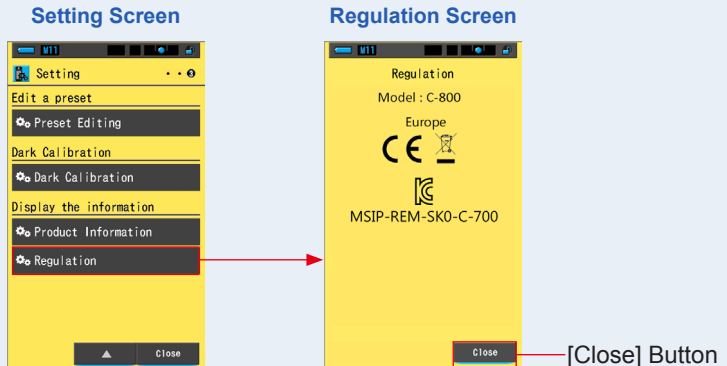 Setting Screen
M11
Setting
3
Edit a preset
Preset Editing
Dark Calibration
Dark Calibration
Display the information
Product Information
Regulation
▲ Close
Regulation Screen
M11
Regulation
Model : C-800
Europe
CE
MSIP-REM-SK0-C-700
Close
[Close] Button